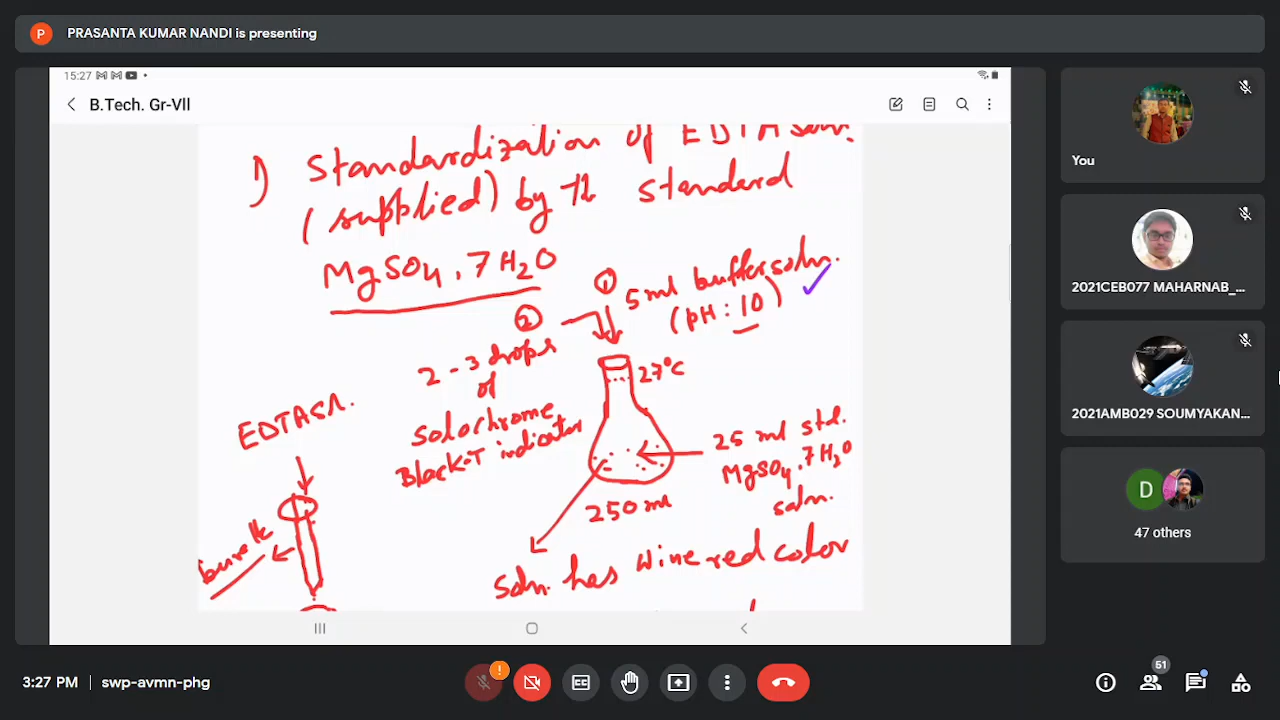 PRASANTA KUMAR NANDI is presenting
15:27
B.Tech. Gr-VII
1) Standardization of EDTA soln.
(supplied) by the standard
MgSO4.7H2O
① 5 ml buffer soln.
(pH : 10)
②
2-3 drops
of
solochrome
Black-T indicator
27°C
EDTA Sn.
25 ml std.
MgSO4.7H2O
soln.
250 ml
burette
Soln. has wine red color
You
2021CEB077 MAHARNAB_...
2021AMB029 SOUMYAKAN...
D
47 others
3:27 PM | swp-avmn-phg
61